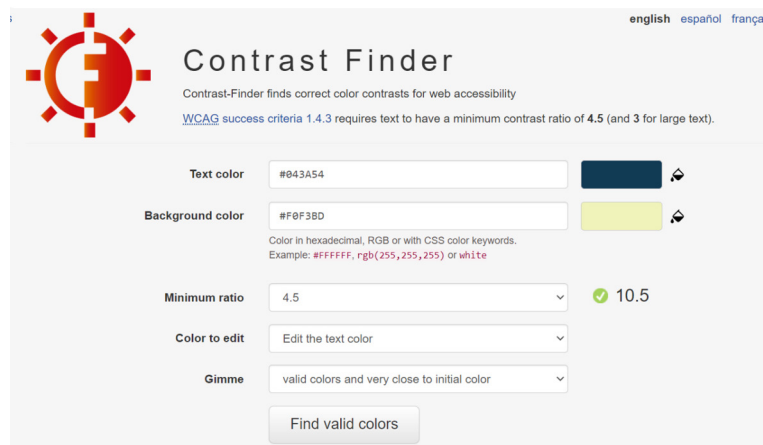 s
english español frança
Contrast Finder
Contrast-Finder finds correct color contrasts for web accessibility
WCAG success criteria 1.4.3 requires text to have a minimum contrast ratio of 4.5 (and 3 for large text).
Text color #043A54
Background color #F0F3BD
Color in hexadecimal, RGB or with CSS color keywords.
Example: #FFFFFF, rgb(255,255,255) or white
Minimum ratio 4.5 10.5
Color to edit Edit the text color
Gimme valid colors and very close to initial color
Find valid colors